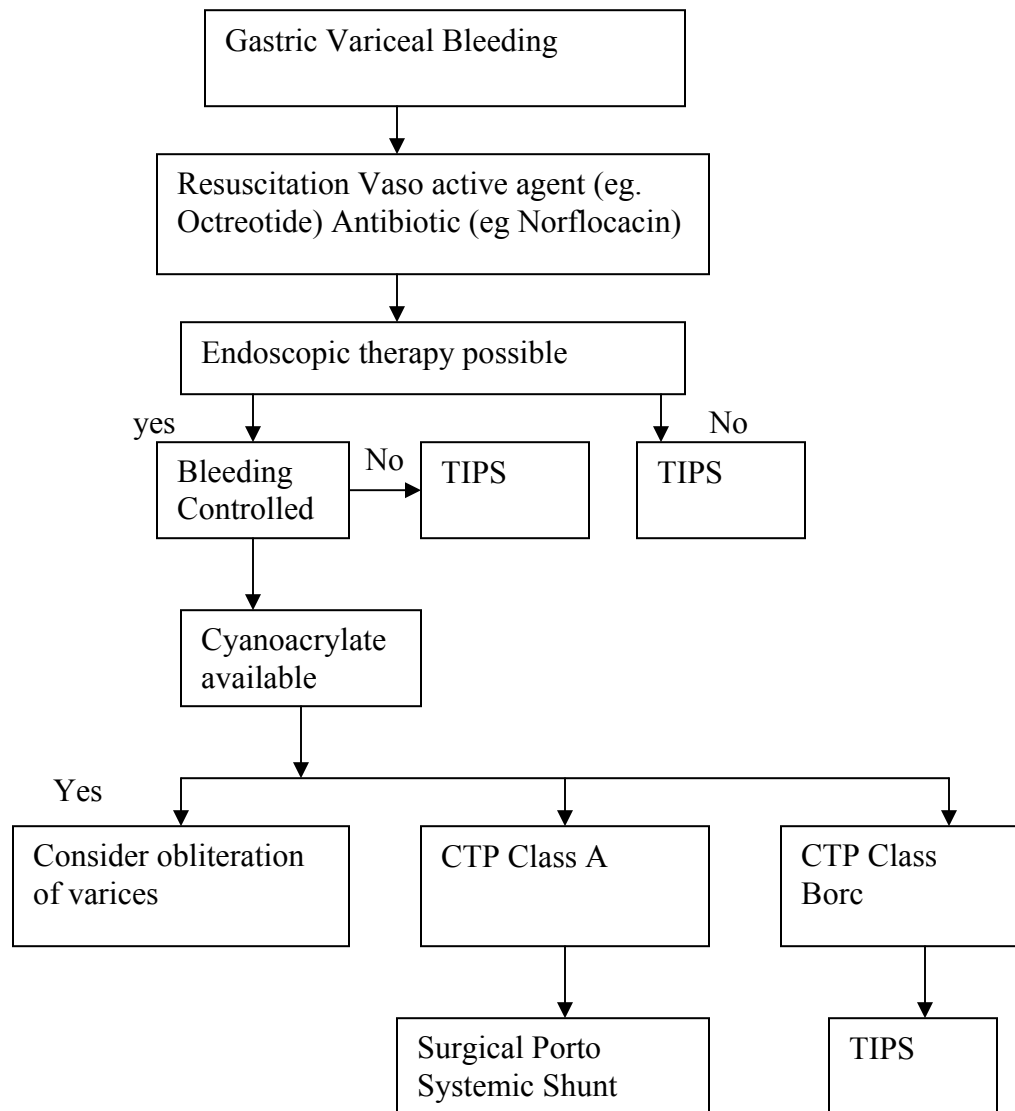 Gastric Variceal Bleeding
Resuscitation Vaso active agent (eg.
Octreotide) Antibiotic (eg Norflocacin)
Endoscopic therapy possible
yes
No
Bleeding
Controlled
No
TIPS
TIPS
Cyanoacrylate
available
Yes
Consider obliteration
of varices
CTP Class A
CTP Class
Borc
Surgical Porto
Systemic Shunt
TIPS